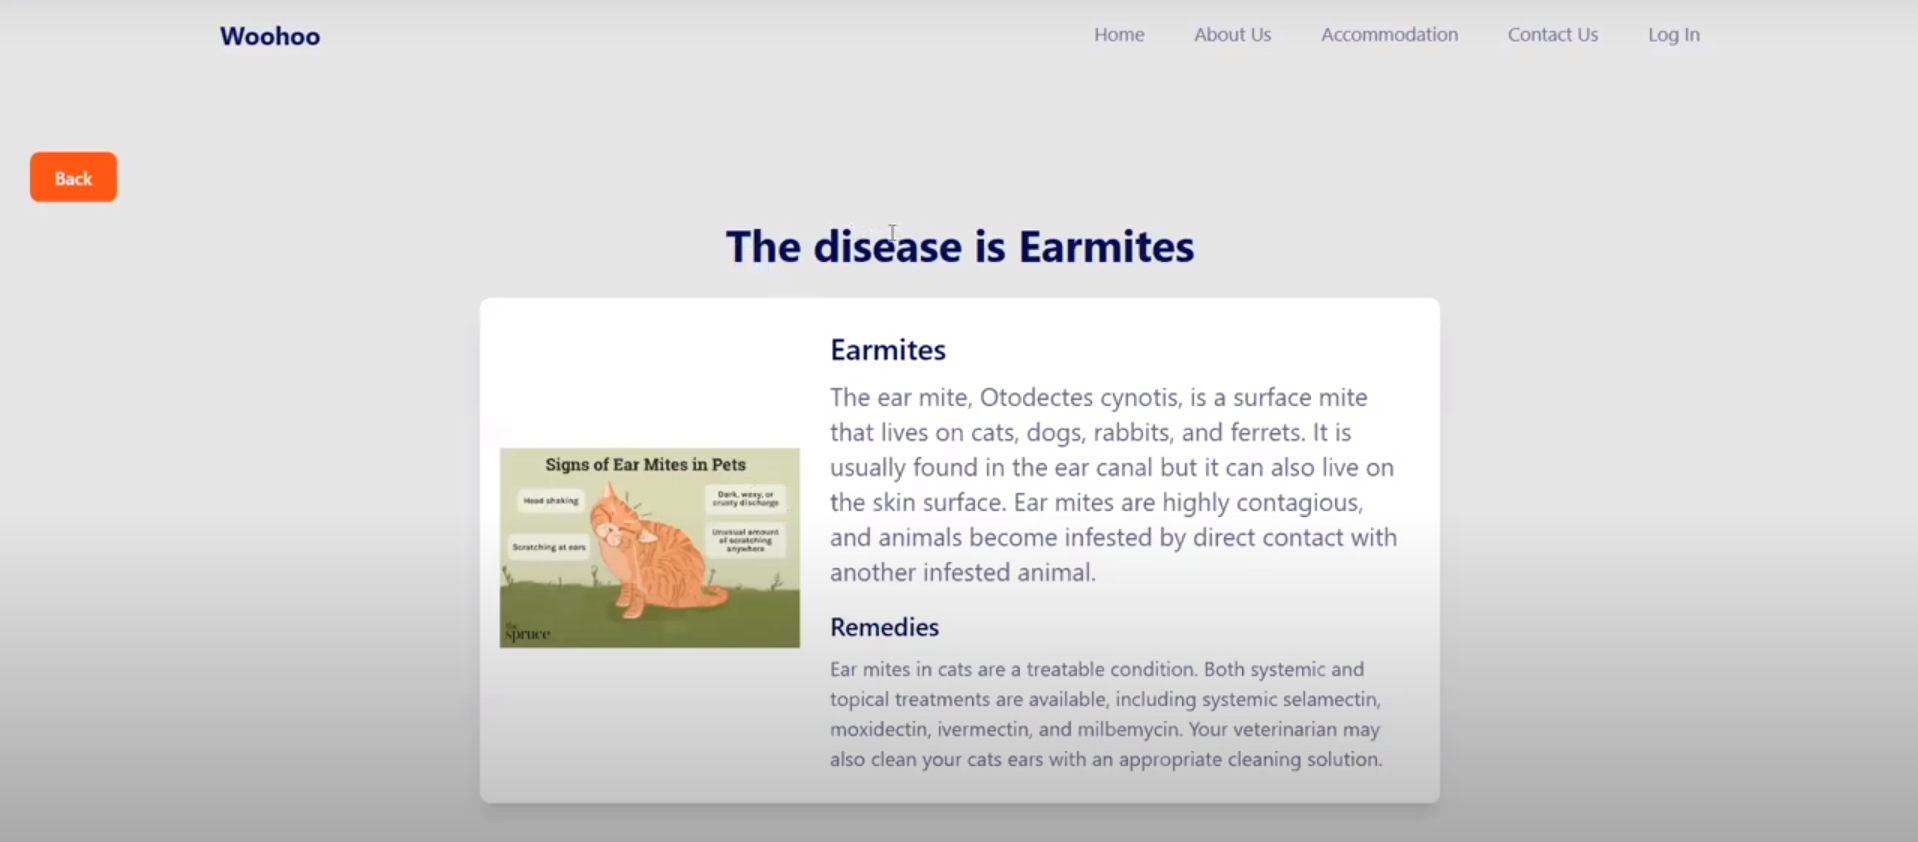 Woohoo
Home
About Us
Accommodation
Contact Us
Log In
Back
The disease is Earmites
Signs of Ear Mites in Pets
Head shaking
Dark, waxy, or
crusty discharge
Scratching at ears
Unusual amount
of scratching
anywhere
the
spruce
Earmites
The ear mite, Otodectes cynotis, is a surface mite
that lives on cats, dogs, rabbits, and ferrets. It is
usually found in the ear canal but it can also live on
the skin surface. Ear mites are highly contagious,
and animals become infested by direct contact with
another infested animal.
Remedies
Ear mites in cats are a treatable condition. Both systemic and
topical treatments are available, including systemic selamectin,
moxidectin, ivermectin, and milbemycin. Your veterinarian may
also clean your cats ears with an appropriate cleaning solution.